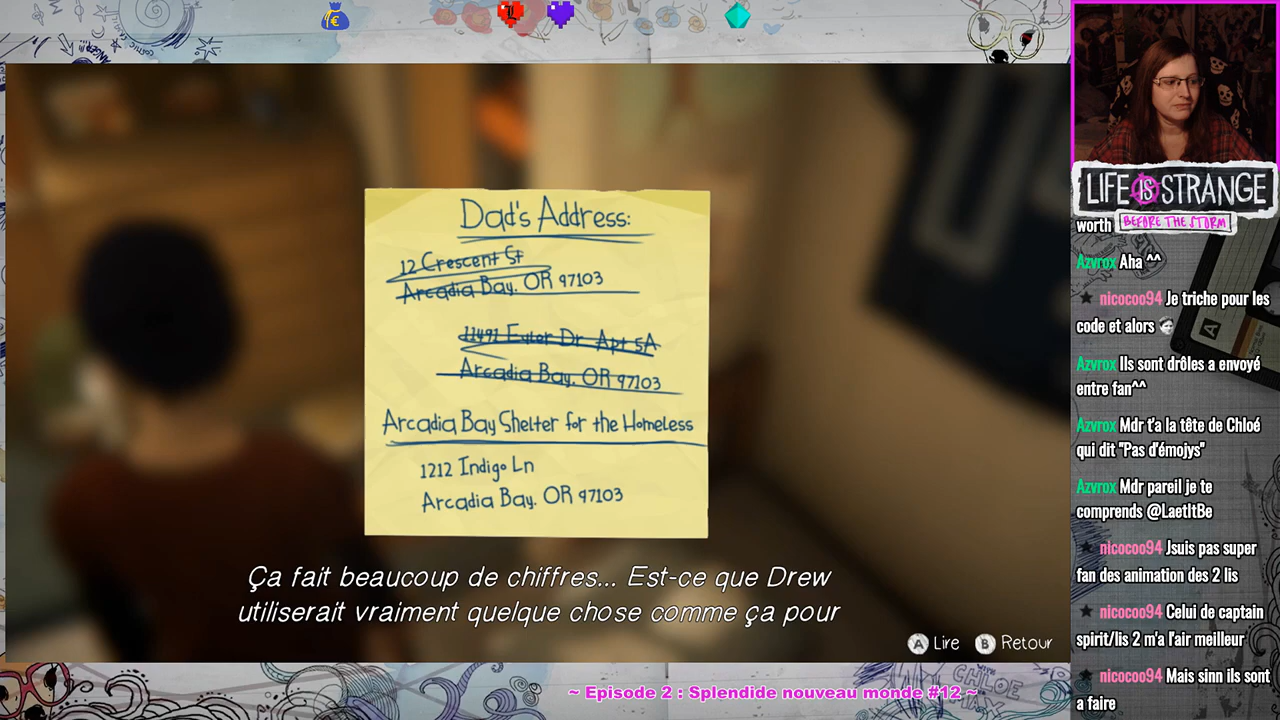 Dad's Address:
12 Crescent St
Arcadia Bay, OR 97103
Apt 5A
Arcadia Bay, OR 97103
Arcadia Bay Shelter for the Homeless
1212 Indigo Ln
Arcadia Bay, OR 97103
Ça fait beaucoup de chiffres... Est-ce que Drew
utiliserait vraiment quelque chose comme ça pour
A Lire B Retour
~ Episode 2 : Splendide nouveau monde #12 ~
LIFE IS STRANGE
BEFORE THE STORM
worth
Azvrox Aha ^^
nicocoo94 Je triche pour les
code et alors
Azvrox Ils sont drôles a envoyé
entre fan^^
Azvrox Mdr t'a la tête de Chloé
qui dit "Pas d'émojys"
Azvrox Mdr pareil je te
comprends @LaetItBe
nicocoo94 Jsuis pas super
fan des animation des 2 lis
nicocoo94 Celui de captain
spirit/lis 2 m'a l'air meilleur
nicocoo94 Mais sinn ils sont
a faire